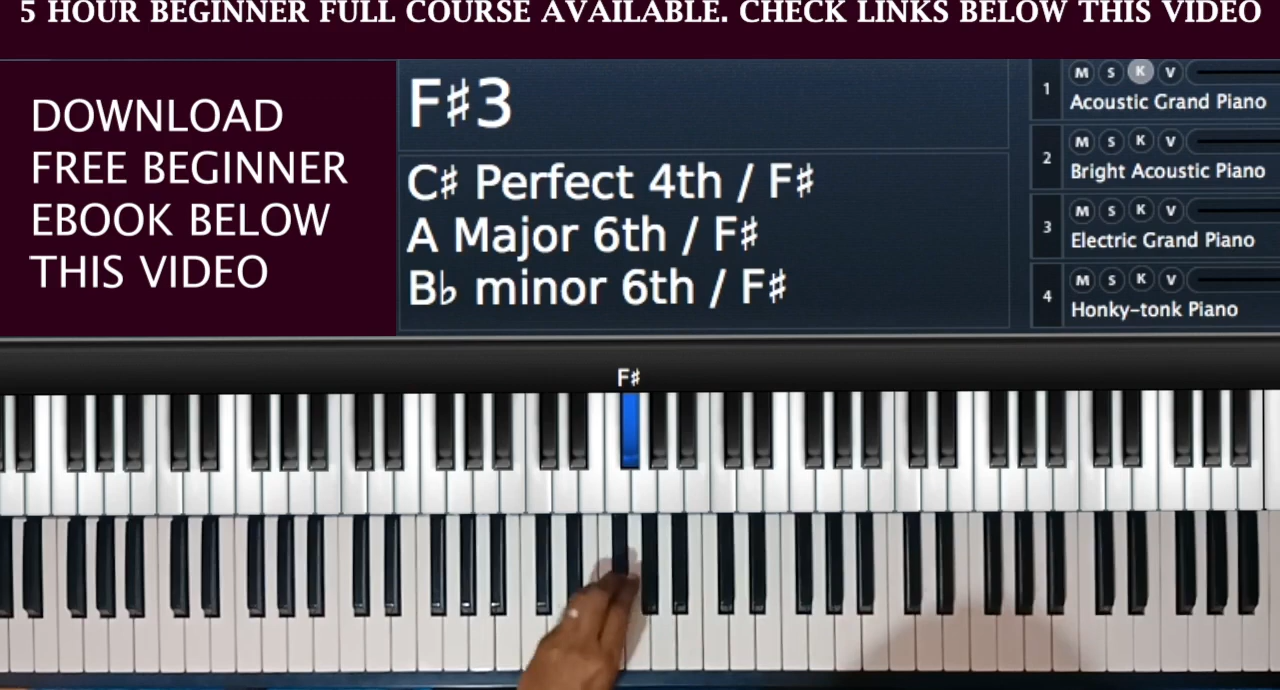 5 HOUR BEGINNER FULL COURSE AVAILABLE. CHECK LINKS BELOW THIS VIDEO
DOWNLOAD
FREE BEGINNER
EBOOK BELOW
THIS VIDEO
F♯3
C♯ Perfect 4th / F♯
A Major 6th / F♯
B♭ minor 6th / F♯
1 M S K V
Acoustic Grand Piano
2 M S K V
Bright Acoustic Piano
3 M S K V
Electric Grand Piano
4 M S K V
Honky-tonk Piano
F♯